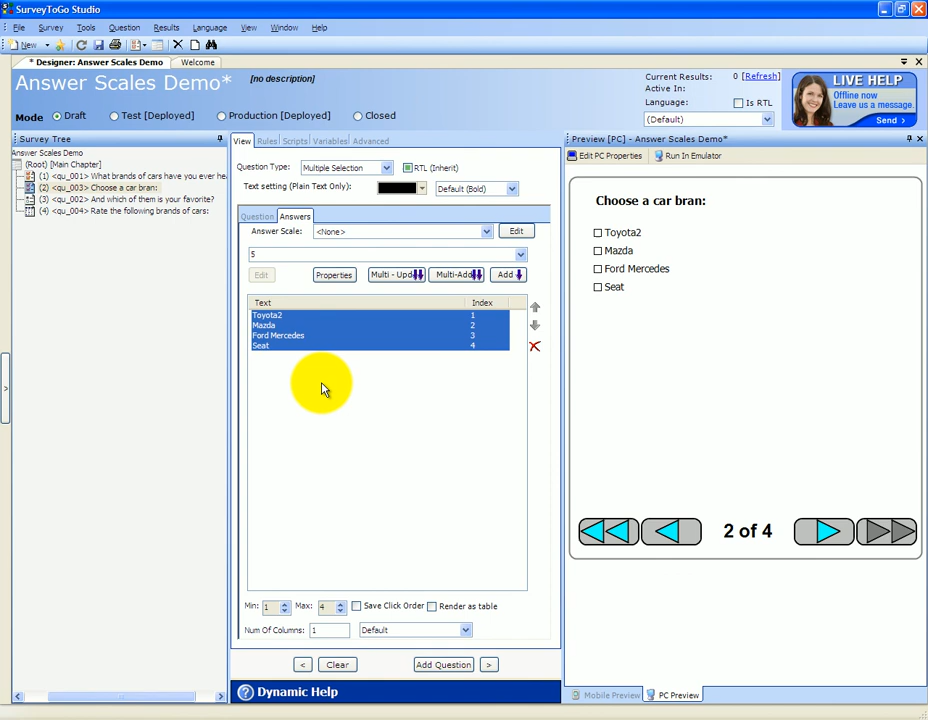 SurveyToGo Studio
File Survey Tools Question Results Language View Window Help
New
* Designer: Answer Scales Demo Welcome
Answer Scales Demo* [no description]
Current Results: 0 [Refresh]
Active In:
Language: Is RTL
(Default)
LIVE HELP
Offline now
Leave us a message.
Send >
Mode Draft Test [Deployed] Production [Deployed] Closed
Survey Tree
Answer Scales Demo
(Root) [Main Chapter]
(1) <qu_001> What brands of cars have you ever he
(2) <qu_003> Choose a car bran:
(3) <qu_002> And which of them is your favorite?
(4) <qu_004> Rate the following brands of cars:
View Rules Scripts Variables Advanced
Question Type: Multiple Selection RTL (Inherit)
Text setting (Plain Text Only): Default (Bold)
Question Answers
Answer Scale: <None> Edit
5
Edit Properties Multi - Upd Multi-Add Add
Text Index
Toyota2 1
Mazda 2
Ford Mercedes 3
Seat 4
Min: 1 Max: 4 Save Click Order Render as table
Num Of Columns: 1 Default
< Clear Add Question >
Dynamic Help
Preview [PC] - Answer Scales Demo*
Edit PC Properties Run In Emulator
Choose a car bran:
Toyota2
Mazda
Ford Mercedes
Seat
2 of 4
Mobile Preview PC Preview